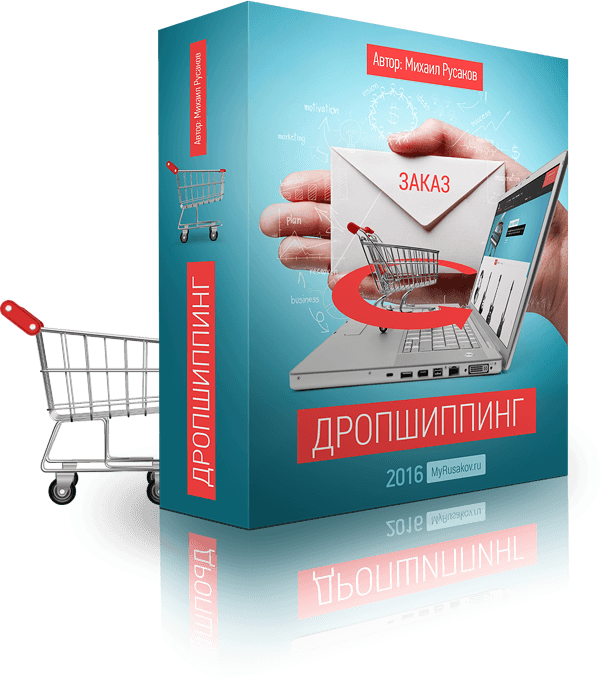 Автор: Михаил Русаков
ДРОПШИППИНГ
Автор: Михаил Русаков
motivation
marketing
ЗАКАЗ
plan
business
ДРОПШИППИНГ
2016 MyRusakov.ru